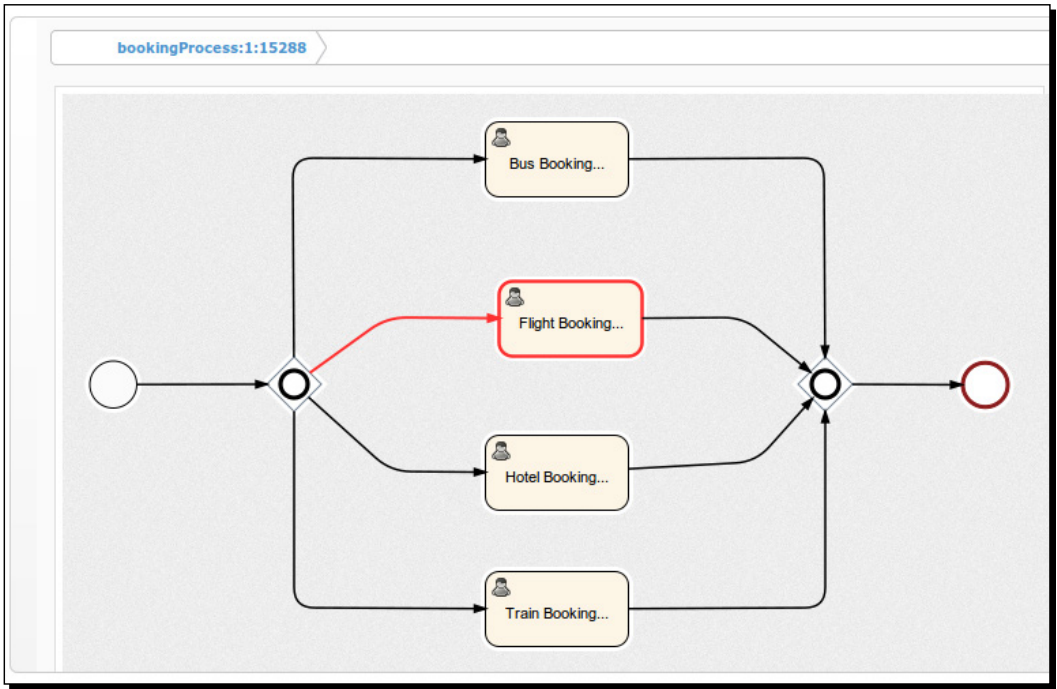 bookingProcess:1:15288
Bus Booking...
Flight Booking...
Hotel Booking...
Train Booking...